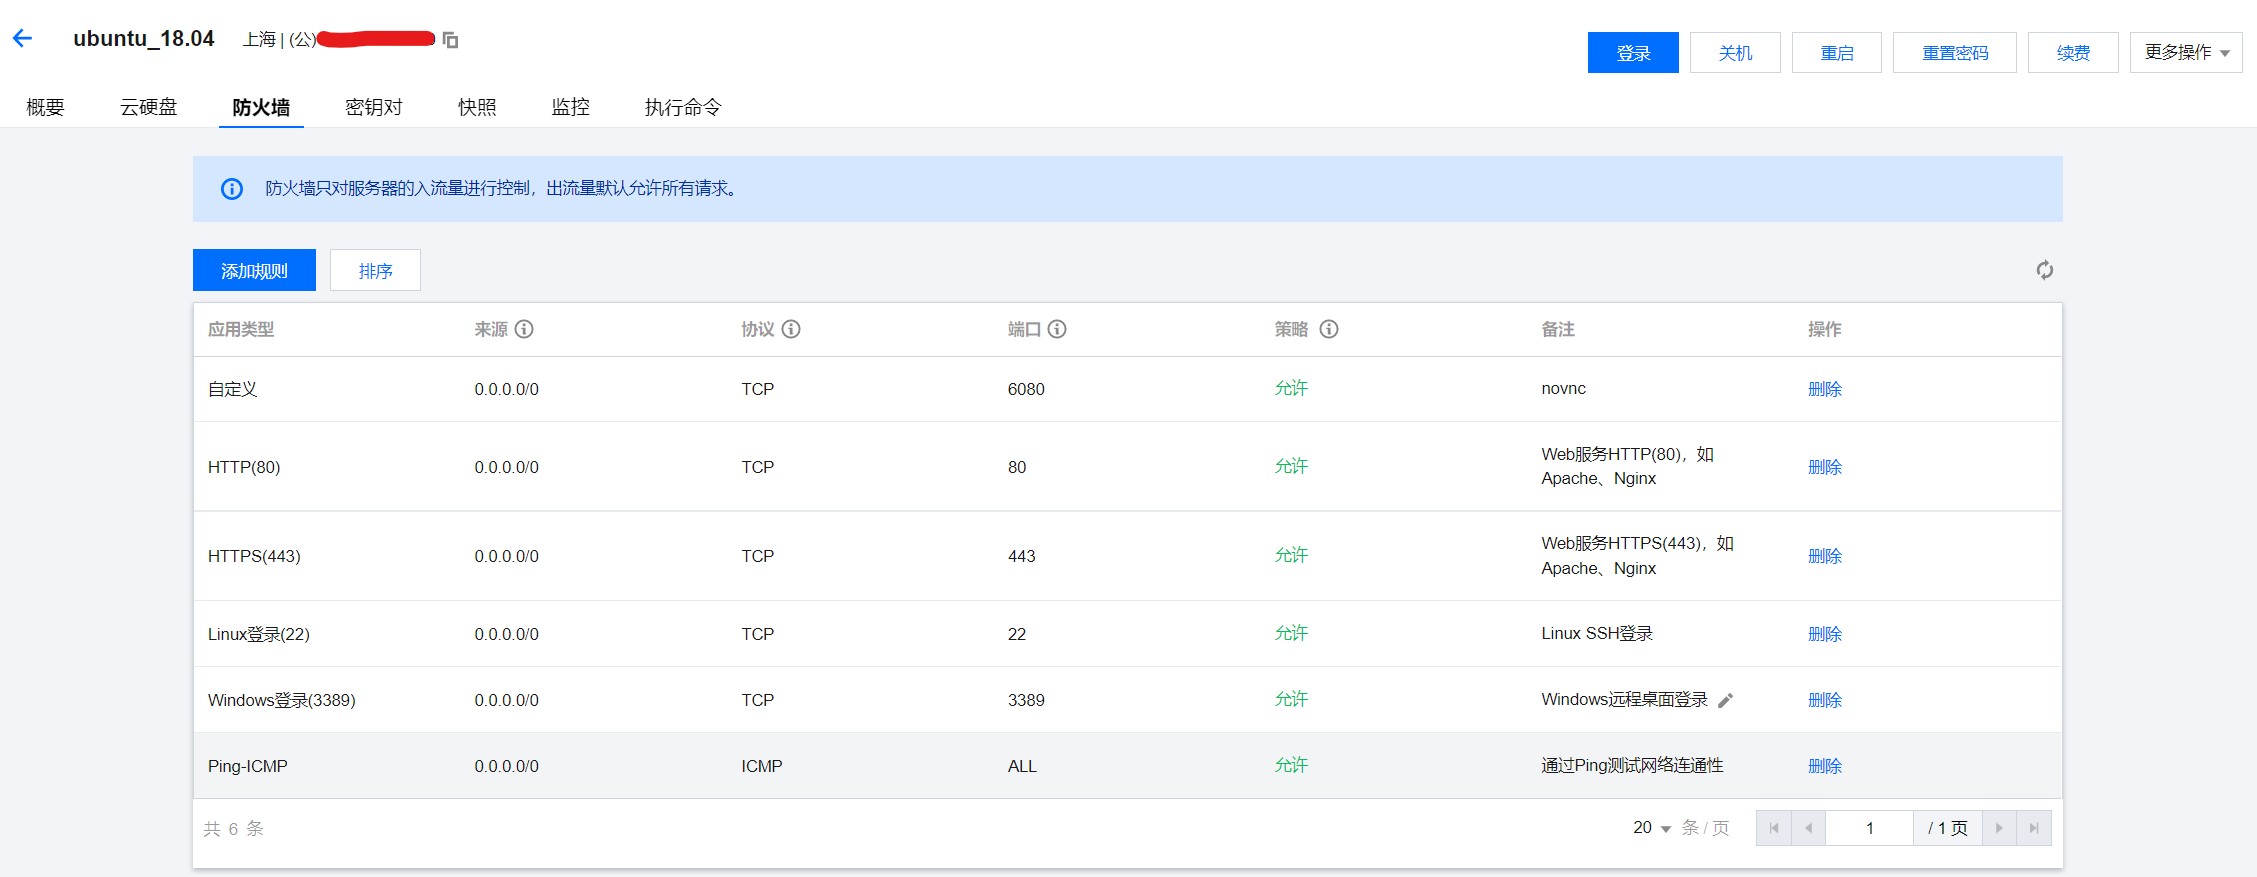 ubuntu_18.04 上海 | (公)
登录 关机 重启 重置密码 续费 更多操作
概要 云硬盘 防火墙 密钥对 快照 监控 执行命令
防火墙只对服务器的入流量进行控制，出流量默认允许所有请求。
添加规则 排序
应用类型 来源 协议 端口 策略 备注 操作
自定义 0.0.0.0/0 TCP 6080 允许 novnc 删除
HTTP(80) 0.0.0.0/0 TCP 80 允许 Web服务HTTP(80)，如
Apache、Nginx 删除
HTTPS(443) 0.0.0.0/0 TCP 443 允许 Web服务HTTPS(443)，如
Apache、Nginx 删除
Linux登录(22) 0.0.0.0/0 TCP 22 允许 Linux SSH登录 删除
Windows登录(3389) 0.0.0.0/0 TCP 3389 允许 Windows远程桌面登录 删除
Ping-ICMP 0.0.0.0/0 ICMP ALL 允许 通过Ping测试网络连通性 删除
共 6 条 20 条 / 页 1 / 1 页